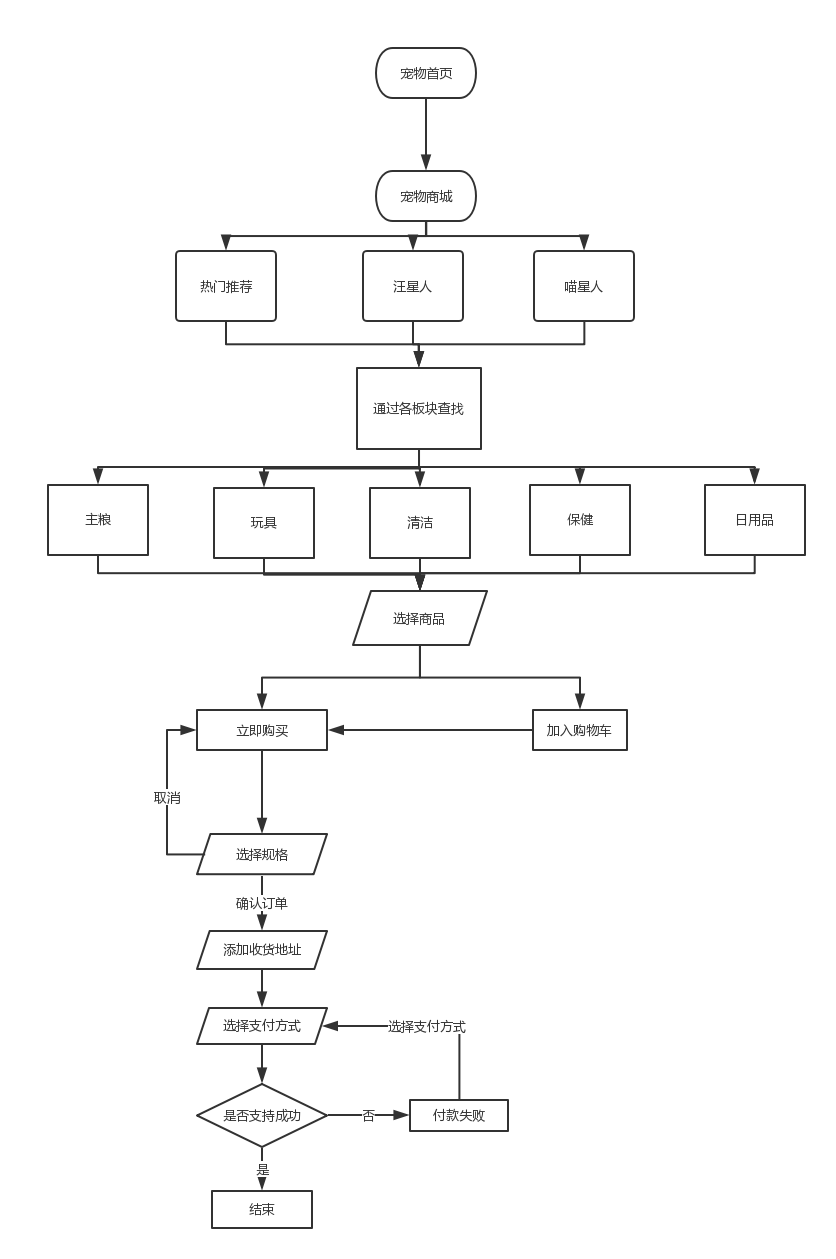 宠物首页
宠物商城
热门推荐
汪星人
喵星人
通过各板块查找
主粮
玩具
清洁
保健
日用品
选择商品
立即购买
加入购物车
取消
选择规格
确认订单
添加收货地址
选择支付方式
选择支付方式
是否支持成功
否
付款失败
是
结束